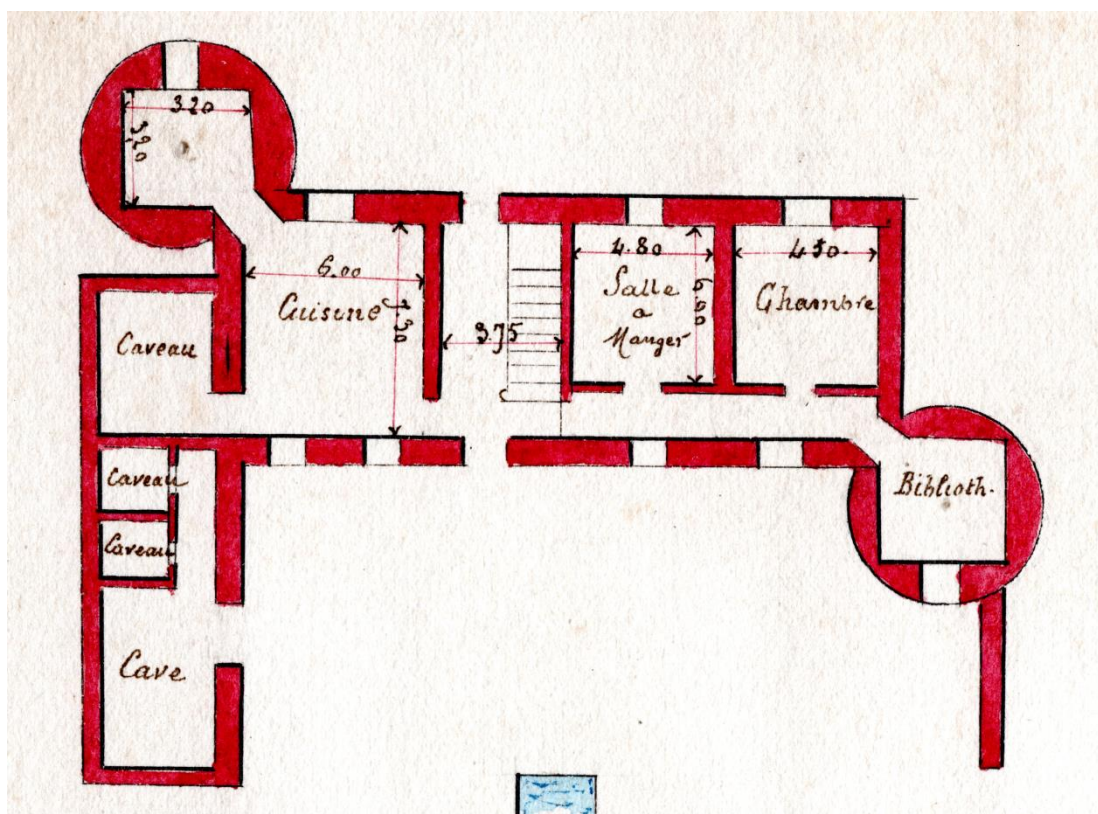 3.20
3,20
6.00
Cuisine
7.30
3.75
4.80
Salle
a
Manger
6.00
4.50
Chambre
Caveau
Caveau
Caveau
Cave
Biblioth.